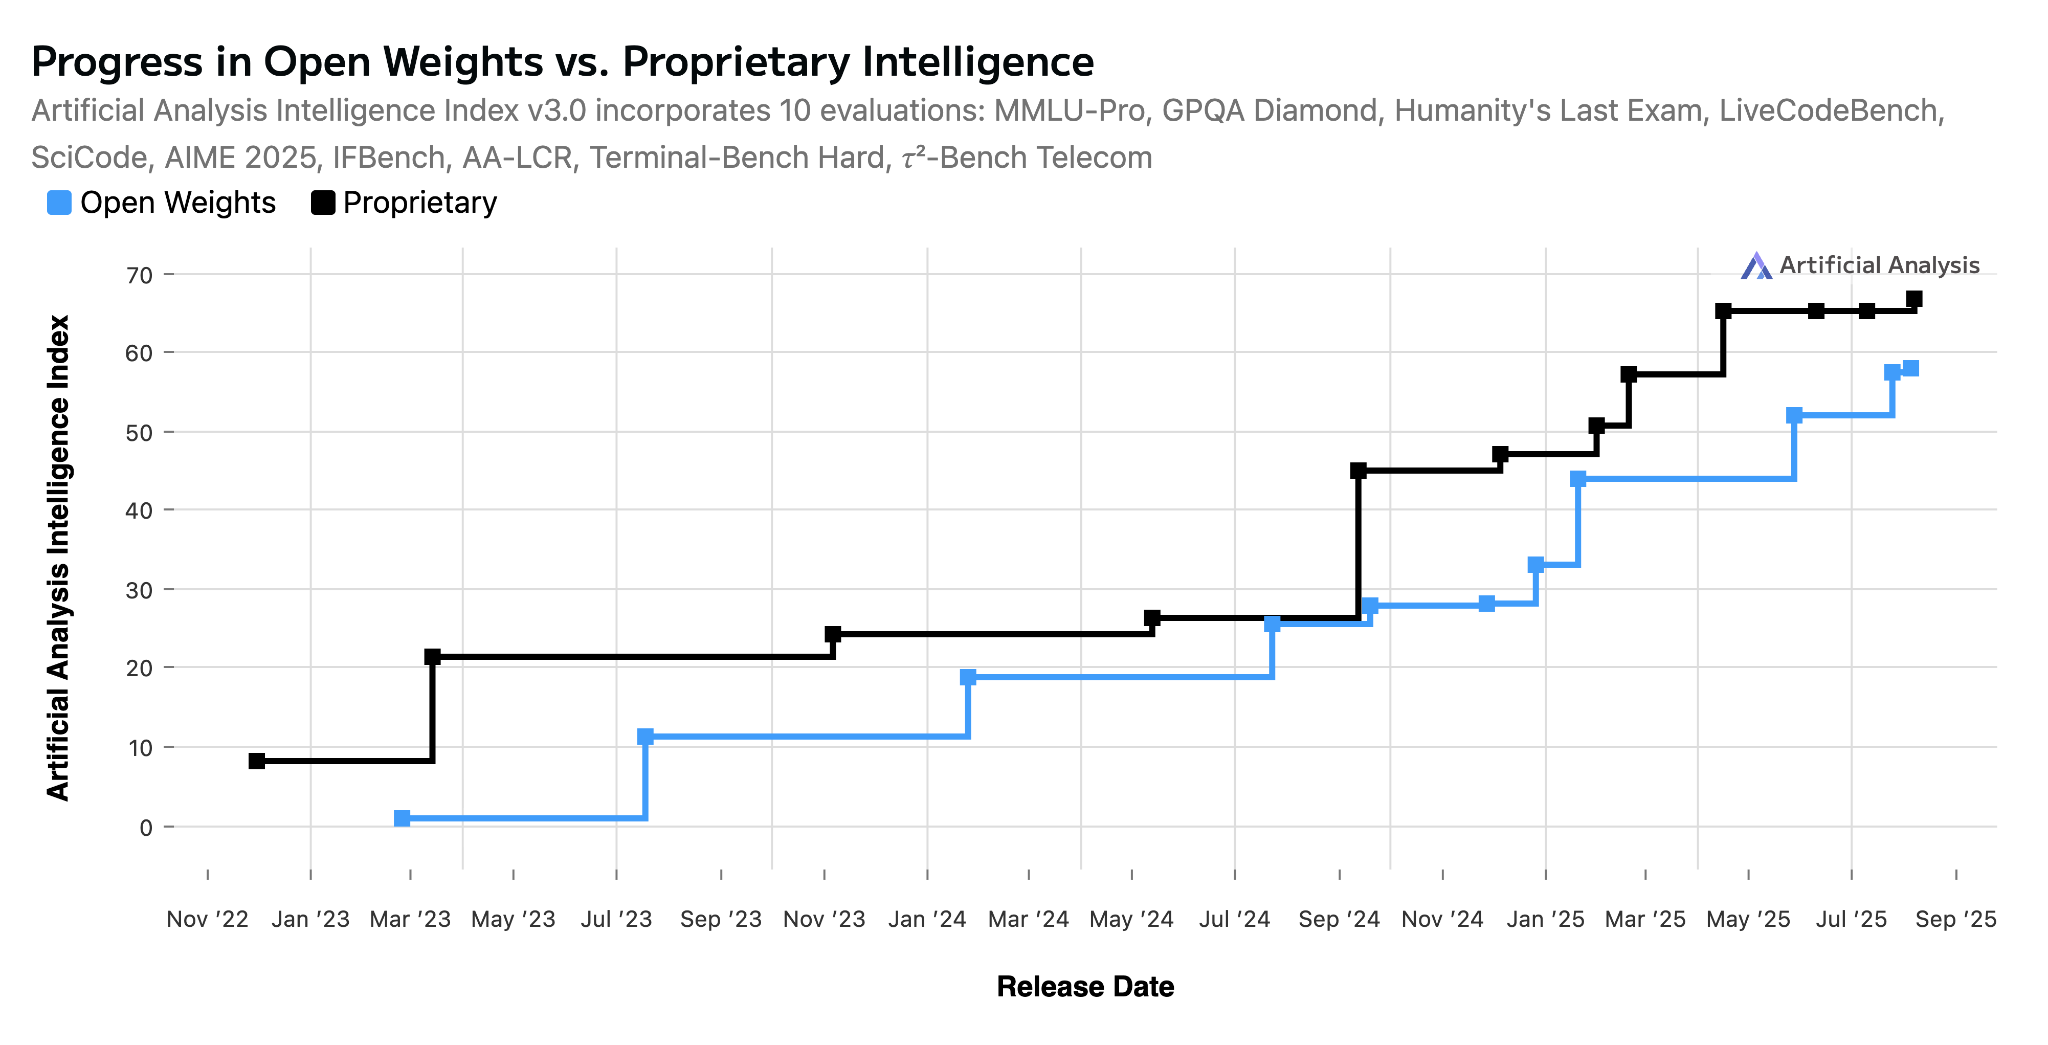 Progress in Open Weights vs. Proprietary Intelligence
Artificial Analysis Intelligence Index v3.0 incorporates 10 evaluations: MMLU-Pro, GPQA Diamond, Humanity's Last Exam, LiveCodeBench,
SciCode, AIME 2025, IFBench, AA-LCR, Terminal-Bench Hard, 𝜏²-Bench Telecom
Open Weights Proprietary
Artificial Analysis
Artificial Analysis Intelligence Index
70
60
50
40
30
20
10
0
Nov '22 Jan '23 Mar '23 May '23 Jul '23 Sep '23 Nov '23 Jan '24 Mar '24 May '24 Jul '24 Sep '24 Nov '24 Jan '25 Mar '25 May '25 Jul '25 Sep '25
Release Date